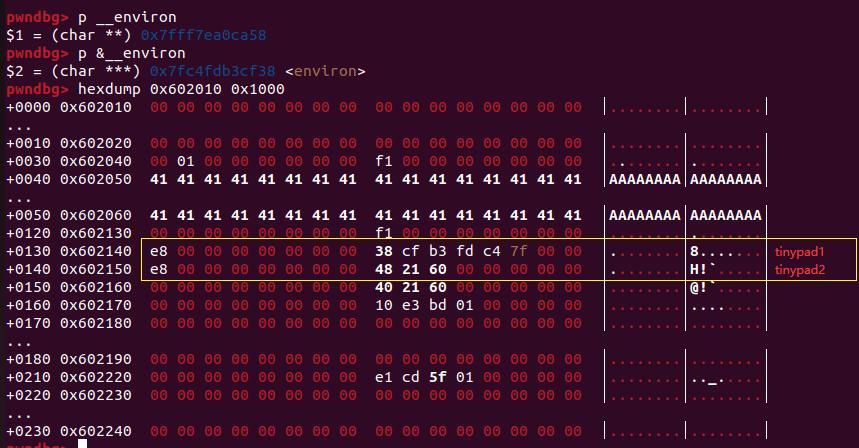 pwndbg> p __environ
$1 = (char **) 0x7fff7ea0ca58
pwndbg> p &__environ
$2 = (char ***) 0x7fc4fdb3cf38 <environ>
pwndbg> hexdump 0x602010 0x1000
+0000 0x602010 00 00 00 00 00 00 00 00 00 00 00 00 00 00 00 00 |........|........|
...
+0010 0x602020 00 00 00 00 00 00 00 00 00 00 00 00 00 00 00 00 |........|........|
+0030 0x602040 00 01 00 00 00 00 00 00 f1 00 00 00 00 00 00 00 |........|........|
+0040 0x602050 41 41 41 41 41 41 41 41 41 41 41 41 41 41 41 41 |AAAAAAAA|AAAAAAAA|
...
+0050 0x602060 41 41 41 41 41 41 41 41 41 41 41 41 41 41 41 41 |AAAAAAAA|AAAAAAAA|
+0120 0x602130 00 00 00 00 00 00 00 00 f1 00 00 00 00 00 00 00 |........|........|
+0130 0x602140 e8 00 00 00 00 00 00 00 38 cf b3 fd c4 7f 00 00 |........|8.......| tinypad1
+0140 0x602150 e8 00 00 00 00 00 00 00 48 21 60 00 00 00 00 00 |........|H!`.....| tinypad2
+0150 0x602160 00 00 00 00 00 00 00 00 40 21 60 00 00 00 00 00 |........|@!`.....|
+0160 0x602170 00 00 00 00 00 00 00 00 10 e3 bd 01 00 00 00 00 |........|........|
+0170 0x602180 00 00 00 00 00 00 00 00 00 00 00 00 00 00 00 00 |........|........|
...
+0180 0x602190 00 00 00 00 00 00 00 00 00 00 00 00 00 00 00 00 |........|........|
+0210 0x602220 00 00 00 00 00 00 00 00 e1 cd 5f 01 00 00 00 00 |........|.._.....|
+0220 0x602230 00 00 00 00 00 00 00 00 00 00 00 00 00 00 00 00 |........|........|
...
+0230 0x602240 00 00 00 00 00 00 00 00 00 00 00 00 00 00 00 00 |........|........|
pwndbg>